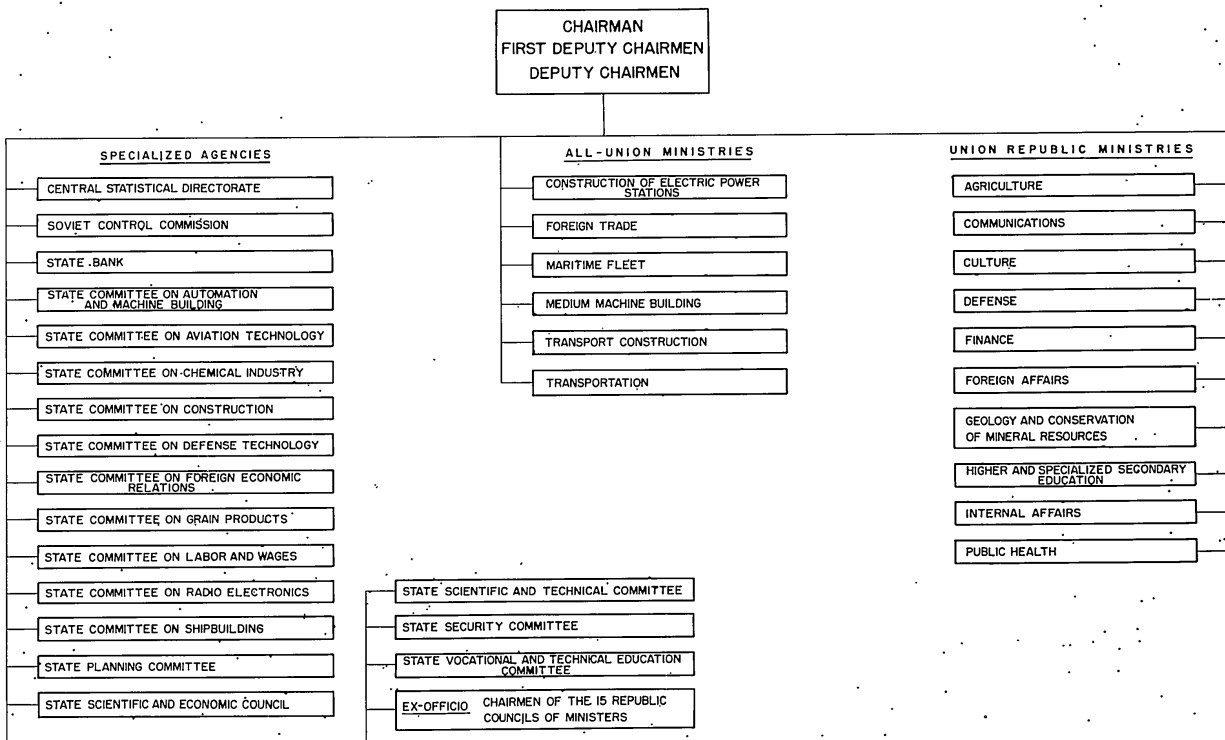 CHAIRMAN
FIRST DEPUTY CHAIRMEN
DEPUTY CHAIRMEN
SPECIALIZED AGENCIES
CENTRAL STATISTICAL DIRECTORATE
SOVIET CONTROL COMMISSION
STATE BANK
STATE COMMITTEE ON AUTOMATION
AND MACHINE BUILDING
STATE COMMITTEE ON AVIATION TECHNOLOGY
STATE COMMITTEE ON CHEMICAL INDUSTRY
STATE COMMITTEE ON CONSTRUCTION
STATE COMMITTEE ON DEFENSE TECHNOLOGY
STATE COMMITTEE ON FOREIGN ECONOMIC
RELATIONS
STATE COMMITTEE ON GRAIN PRODUCTS
STATE COMMITTEE ON LABOR AND WAGES
STATE COMMITTEE ON RADIO ELECTRONICS
STATE COMMITTEE ON SHIPBUILDING
STATE PLANNING COMMITTEE
STATE SCIENTIFIC AND ECONOMIC COUNCIL
STATE SCIENTIFIC AND TECHNICAL COMMITTEE
STATE SECURITY COMMITTEE
STATE VOCATIONAL AND TECHNICAL EDUCATION
COMMITTEE
EX-OFFICIO CHAIRMEN OF THE 15 REPUBLIC
COUNCILS OF MINISTERS
ALL-UNION MINISTRIES
CONSTRUCTION OF ELECTRIC POWER
STATIONS
FOREIGN TRADE
MARITIME FLEET
MEDIUM MACHINE BUILDING
TRANSPORT CONSTRUCTION
TRANSPORTATION
UNION REPUBLIC MINISTRIES
AGRICULTURE
COMMUNICATIONS
CULTURE
DEFENSE
FINANCE
FOREIGN AFFAIRS
GEOLOGY AND CONSERVATION
OF MINERAL RESOURCES
HIGHER AND SPECIALIZED SECONDARY
EDUCATION
INTERNAL AFFAIRS
PUBLIC HEALTH